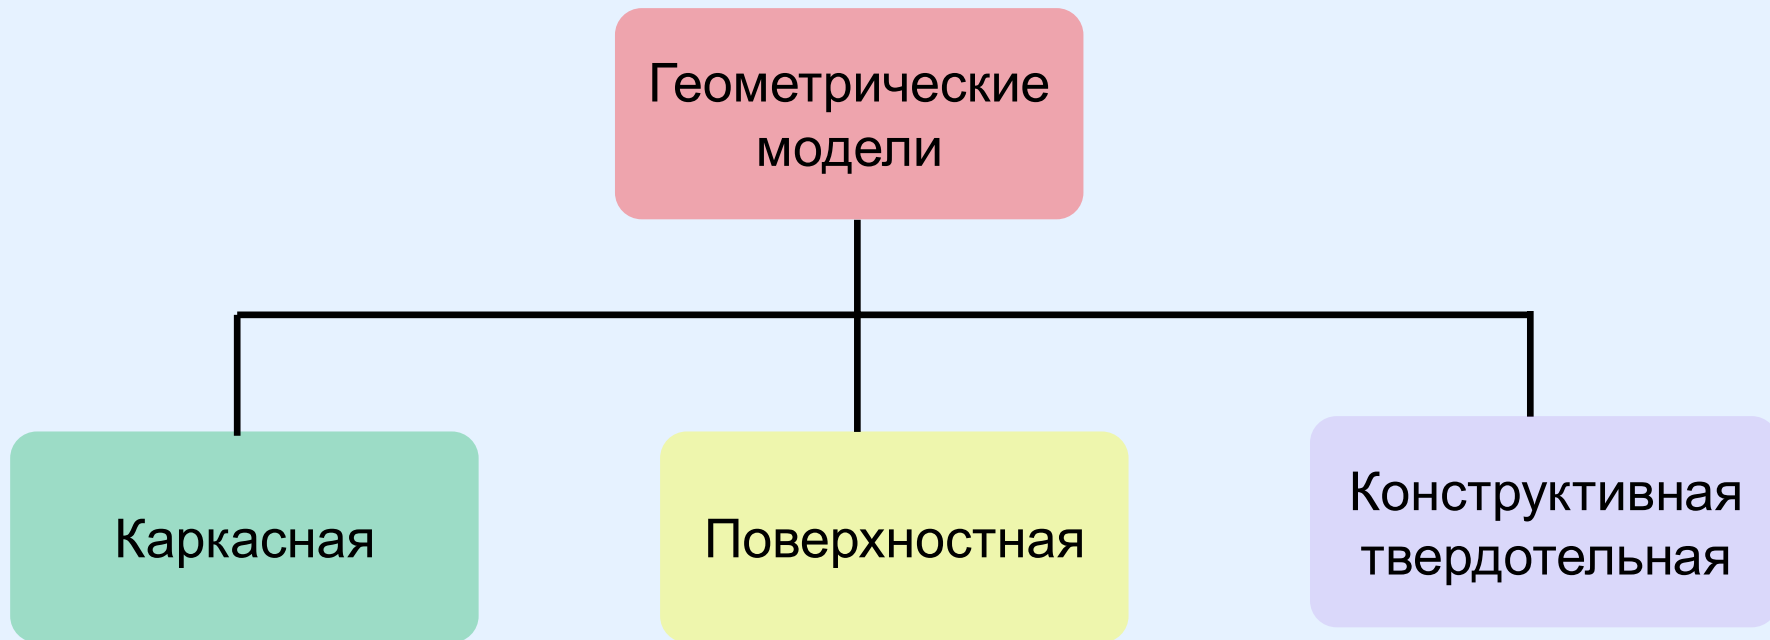 Геометрические
модели
Каркасная
Поверхностная
Конструктивная
твердотельная